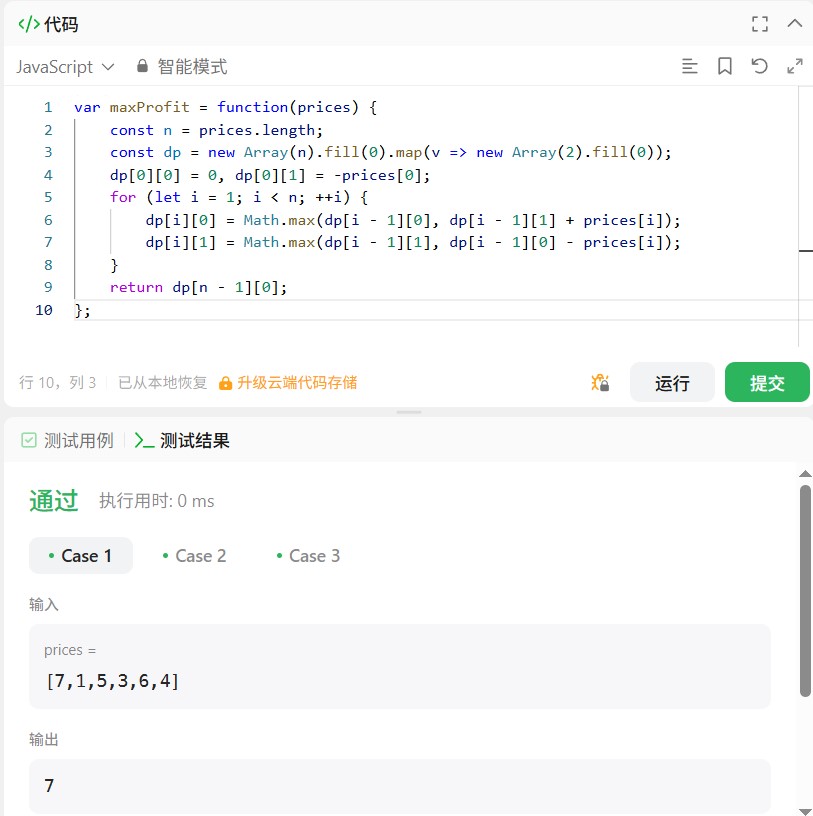 </> 代码
JavaScript 智能模式
1 var maxProfit = function(prices) {
2     const n = prices.length;
3     const dp = new Array(n).fill(0).map(v => new Array(2).fill(0));
4     dp[0][0] = 0, dp[0][1] = -prices[0];
5     for (let i = 1; i < n; ++i) {
6         dp[i][0] = Math.max(dp[i - 1][0], dp[i - 1][1] + prices[i]);
7         dp[i][1] = Math.max(dp[i - 1][1], dp[i - 1][0] - prices[i]);
8     }
9     return dp[n - 1][0];
10 };
行 10，列 3 已从本地恢复 升级云端代码存储 运行 提交
测试用例 >_ 测试结果
通过 执行用时: 0 ms
• Case 1 • Case 2 • Case 3
输入
prices =
[7,1,5,3,6,4]
输出
7